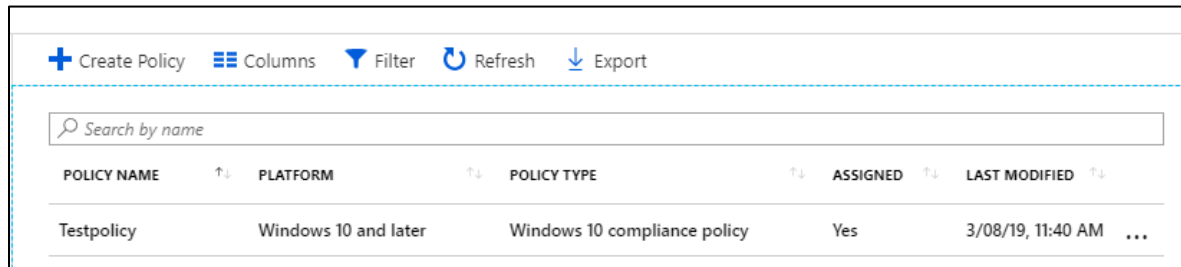 Create Policy Columns Filter Refresh Export
Search by name
POLICY NAME PLATFORM POLICY TYPE ASSIGNED LAST MODIFIED
Testpolicy Windows 10 and later Windows 10 compliance policy Yes 3/08/19, 11:40 AM ...